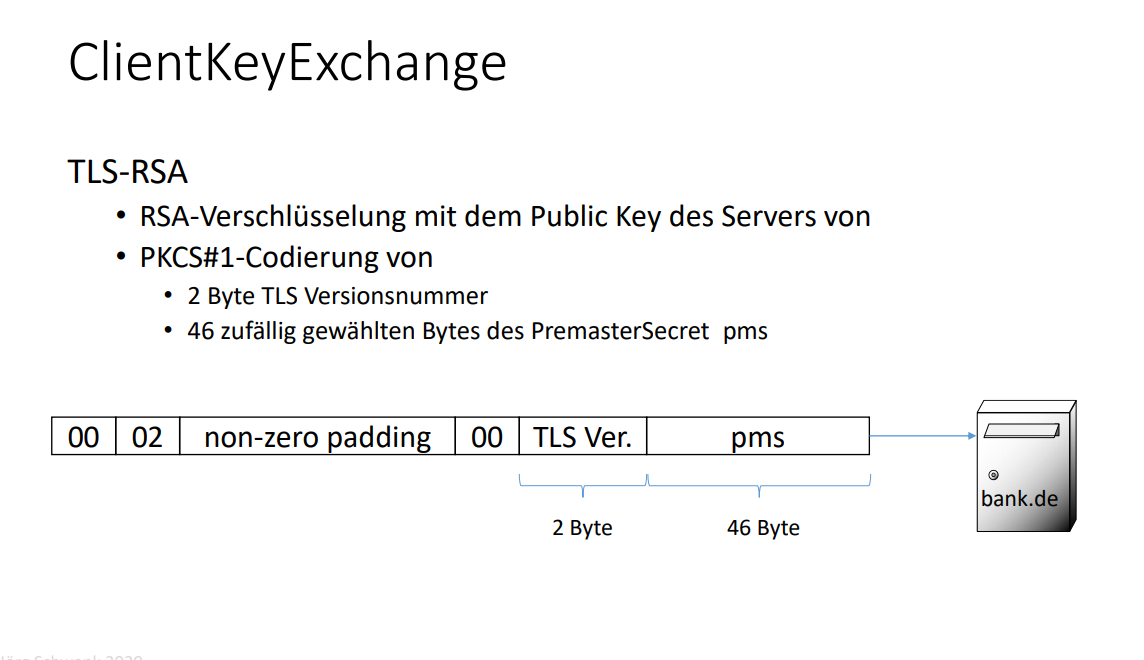 ClientKeyExchange
TLS-RSA
• RSA-Verschlüsselung mit dem Public Key des Servers von
• PKCS#1-Codierung von
• 2 Byte TLS Versionsnummer
• 46 zufällig gewählten Bytes des PremasterSecret pms
00 02 non-zero padding 00 TLS Ver. pms
bank.de
2 Byte 46 Byte